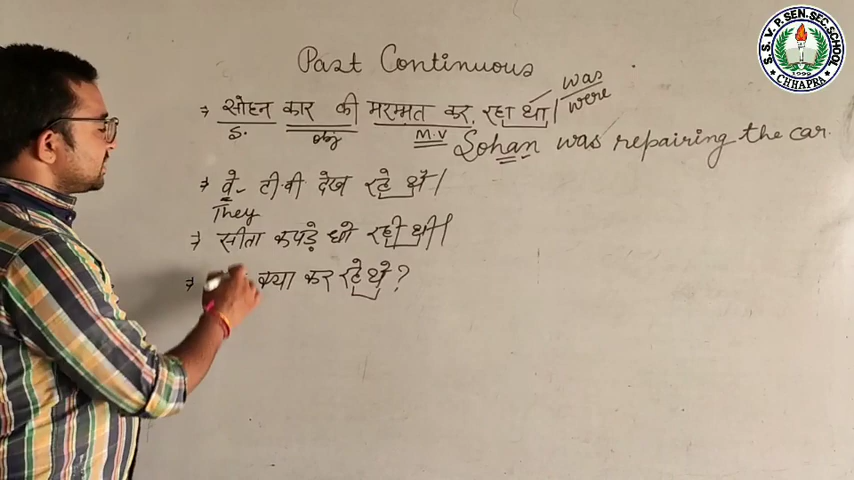 Past Continuous
→ सोहन कार की मरम्मत कर रहा था। was were
S. obj M.V Sohan was repairing the car.
→ वे टी.वी देख रहे थे।
They
→ सीता कपड़े धो रही थी।
→ क्या कर रहे थे?
S. S. V. P. SEN. SEC. SCHOOL
CHHAPRA